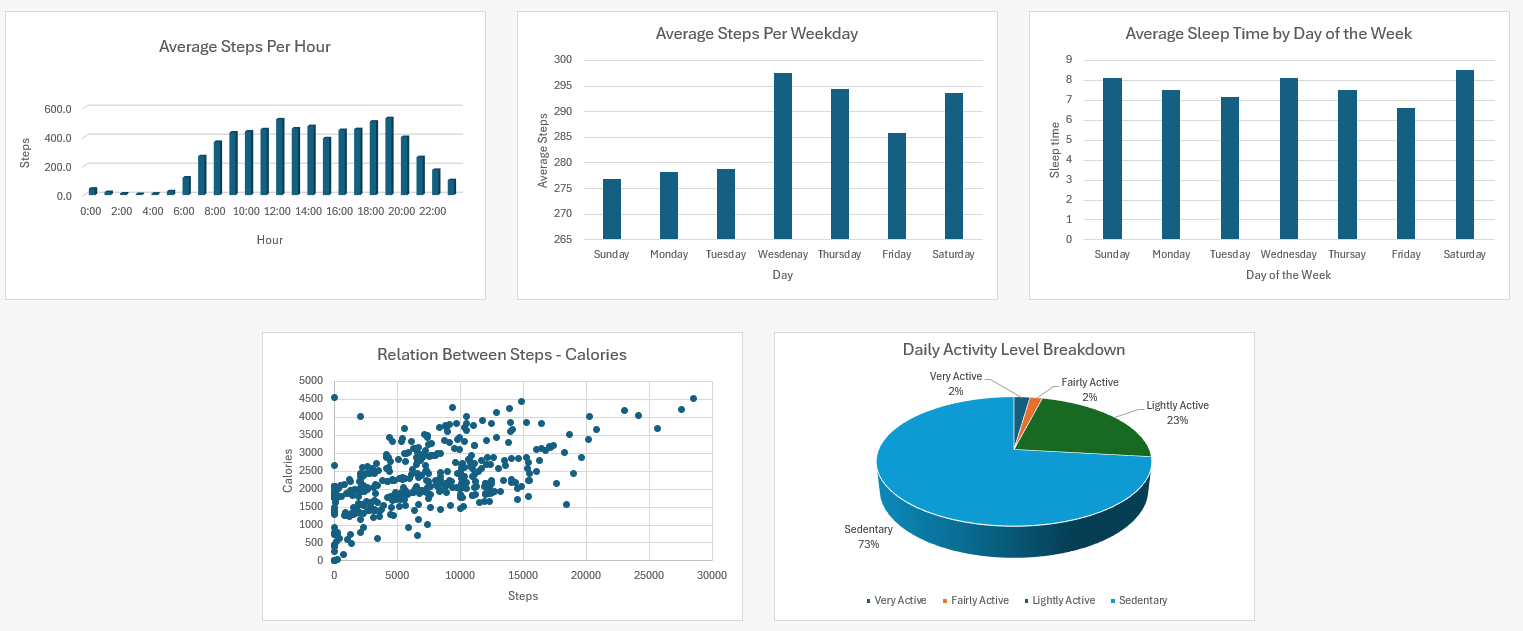 Average Steps Per Hour
600.0
400.0
200.0
0.0
Steps
0:00 2:00 4:00 6:00 8:00 10:00 12:00 14:00 16:00 18:00 20:00 22:00
Hour
Average Steps Per Weekday
300
295
290
285
280
275
270
265
Average Steps
Sunday Monday Tuesday Wesdenay Thursday Friday Saturday
Day
Average Sleep Time by Day of the Week
9
8
7
6
5
4
3
2
1
0
Sleep time
Sunday Monday Tuesday Wednesday Thursay Friday Saturday
Day of the Week
Relation Between Steps - Calories
5000
4500
4000
3500
3000
2500
2000
1500
1000
500
0
Calories
0 5000 10000 15000 20000 25000 30000
Steps
Daily Activity Level Breakdown
Very Active
2%
Fairly Active
2%
Lightly Active
23%
Sedentary
73%
Very Active Fairly Active Lightly Active Sedentary